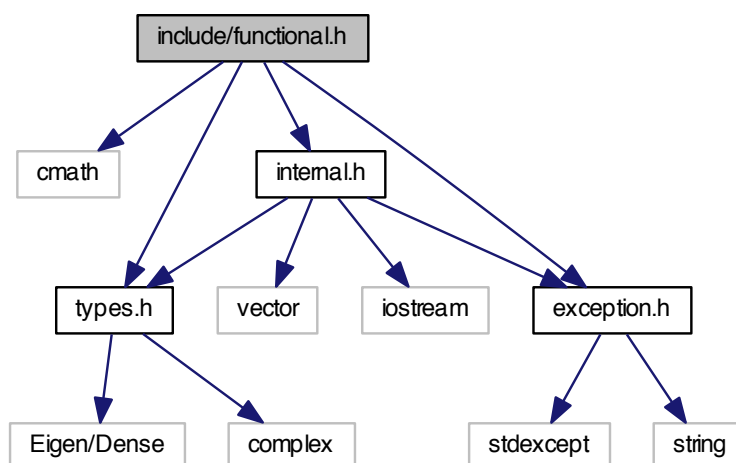 include/functional.h
cmath
internal.h
types.h
vector
iostream
exception.h
Eigen/Dense
complex
stdexcept
string